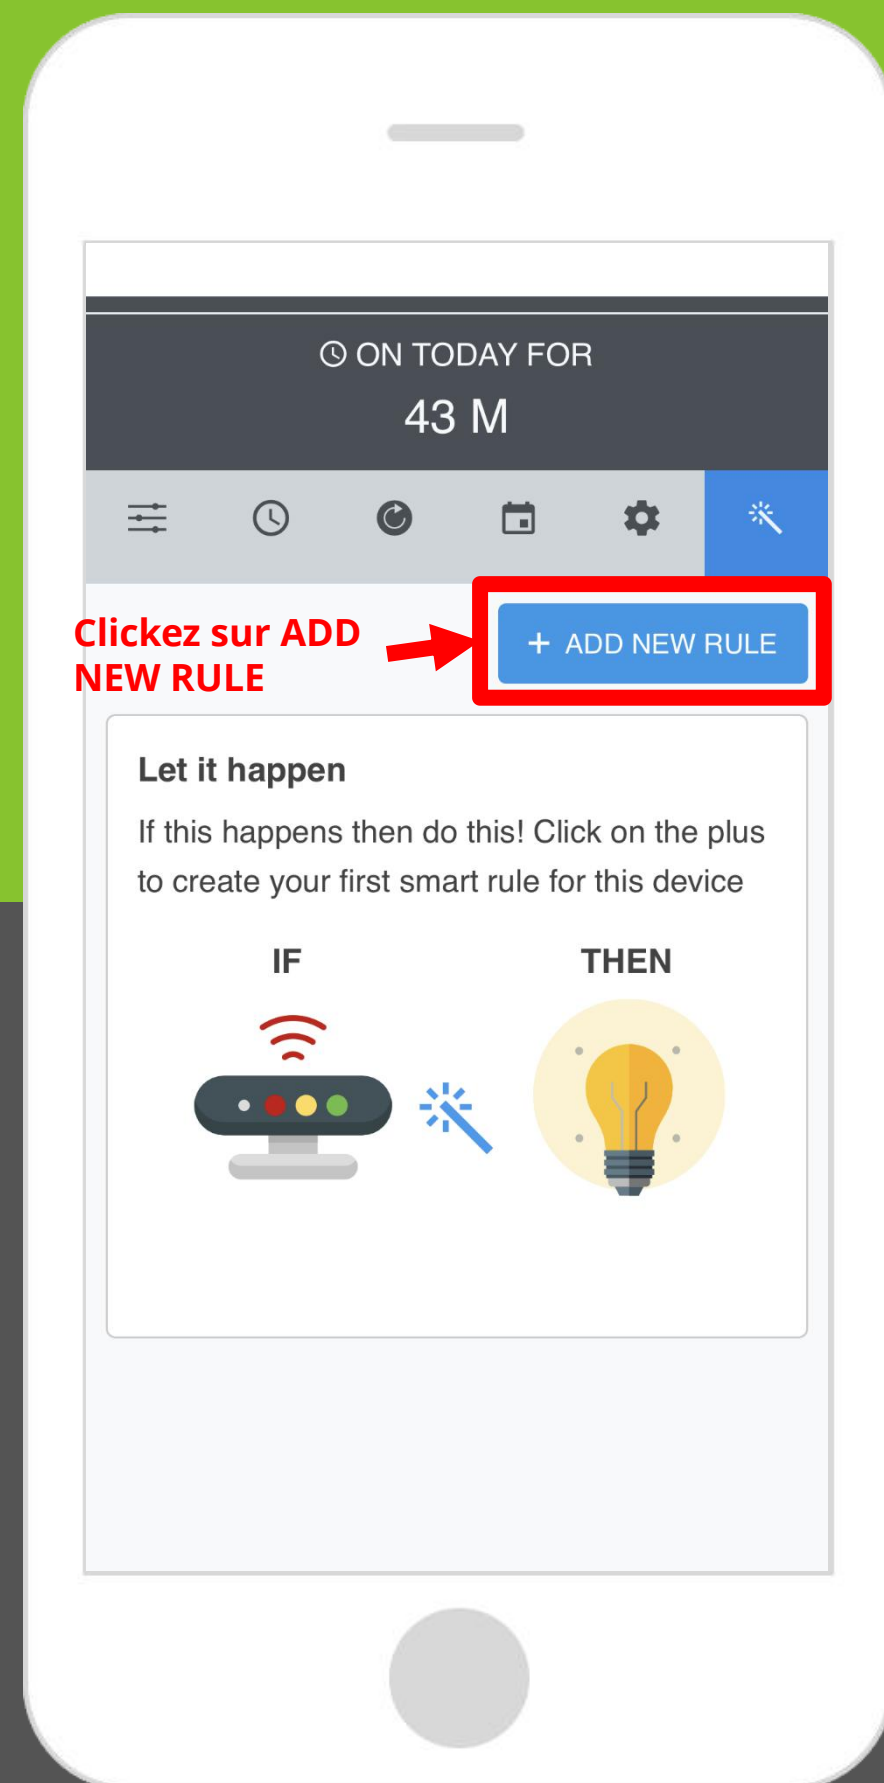 ON TODAY FOR
43 M
Clickez sur ADD
NEW RULE
+ ADD NEW RULE
Let it happen
If this happens then do this! Click on the plus
to create your first smart rule for this device
IF
THEN